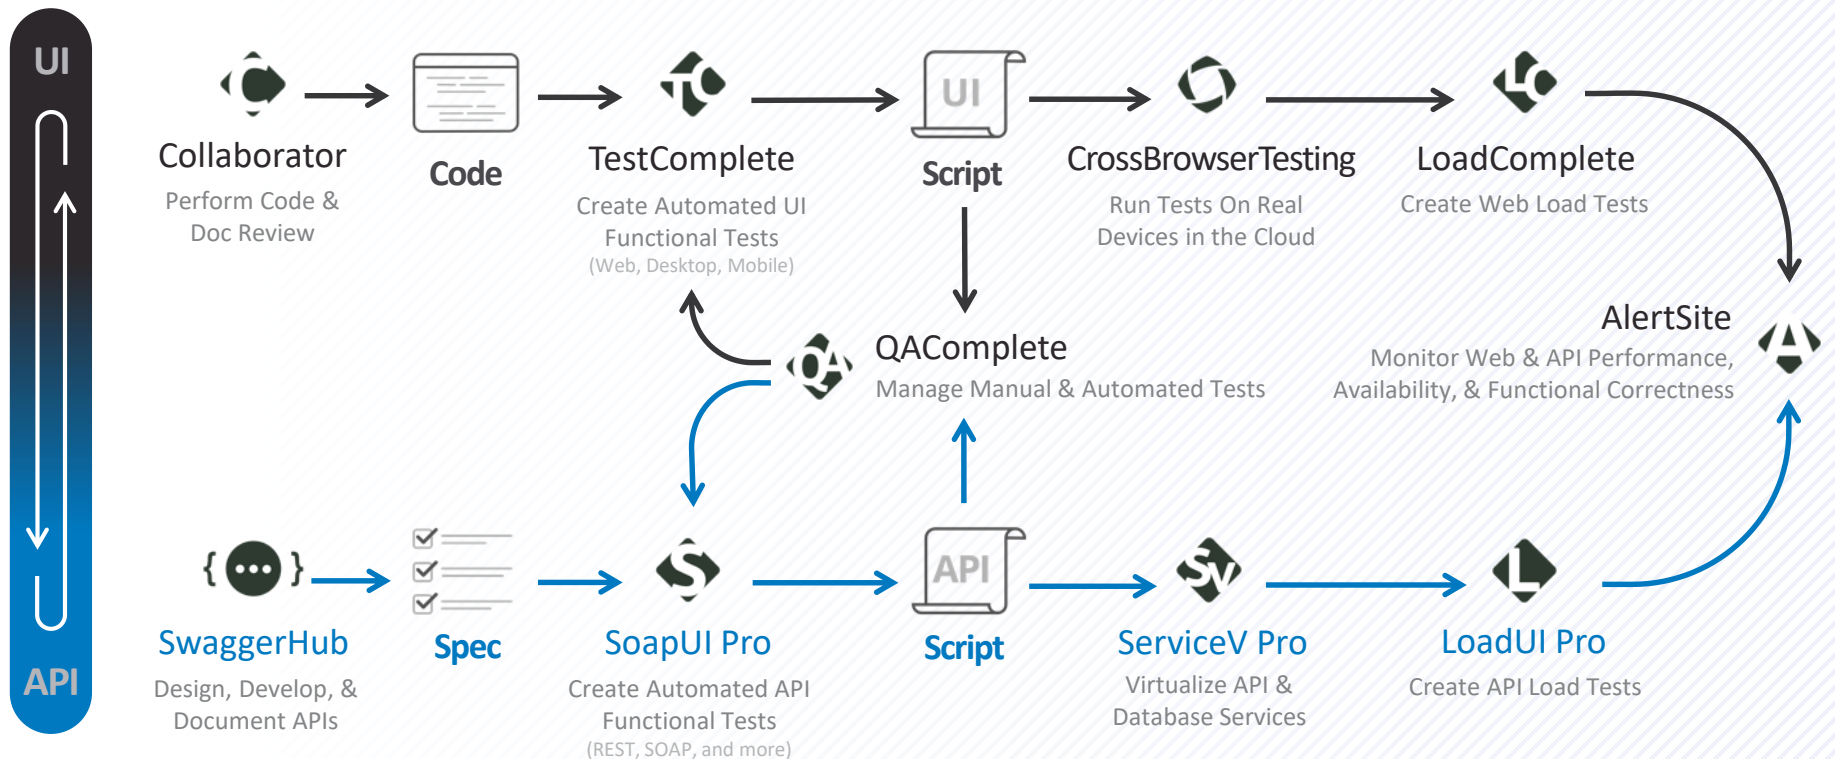 UI
C
Collaborator
Perform Code &
Doc Review
Code
TC
TestComplete
Create Automated UI
Functional Tests
(Web, Desktop, Mobile)
UI
Script
CrossBrowserTesting
Run Tests On Real
Devices in the Cloud
LC
LoadComplete
Create Web Load Tests
QA
QAComplete
Manage Manual & Automated Tests
AlertSite
A
Monitor Web & API Performance,
Availability, & Functional Correctness
API
{•••}
SwaggerHub
Design, Develop, &
Document APIs
Spec
S
SoapUI Pro
Create Automated API
Functional Tests
(REST, SOAP, and more)
API
Script
SV
ServiceV Pro
Virtualize API &
Database Services
L
LoadUI Pro
Create API Load Tests